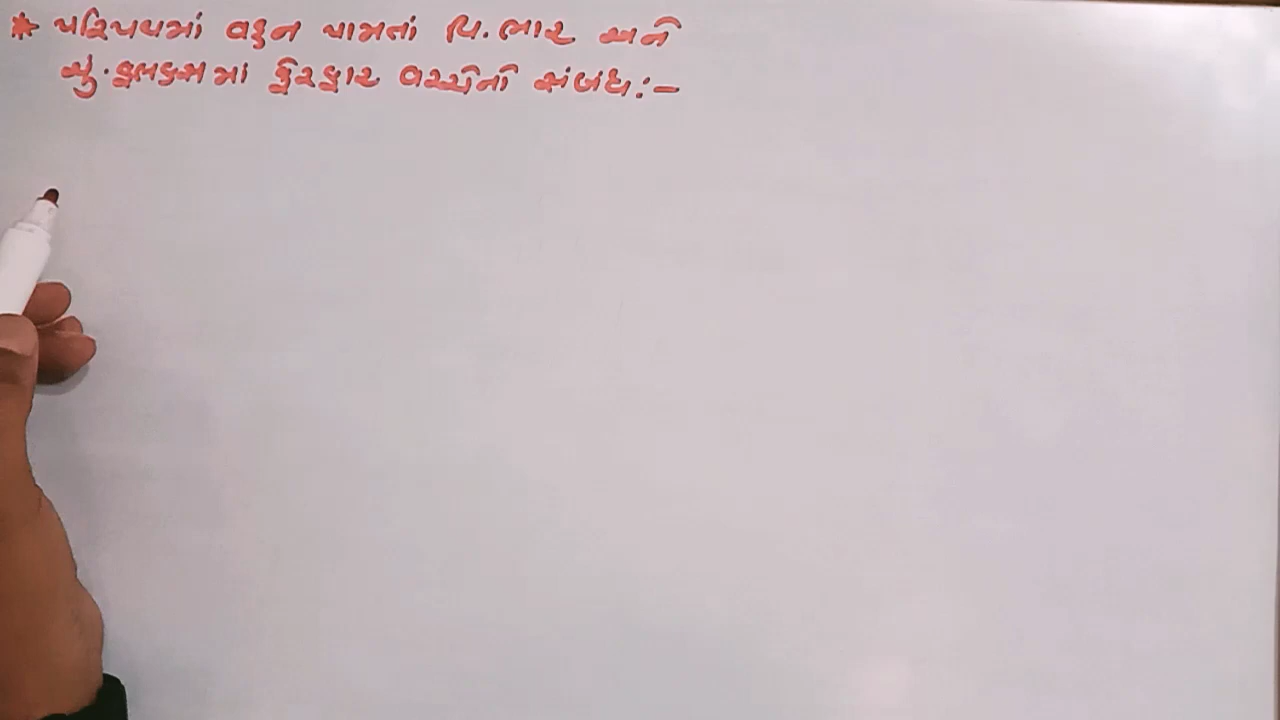 * પરિપથમાં વહન પામતાં વિ.ભાર અને
ચું.ફ્લક્સમાં ફેરફાર વચ્ચેનો સંબંધ:-